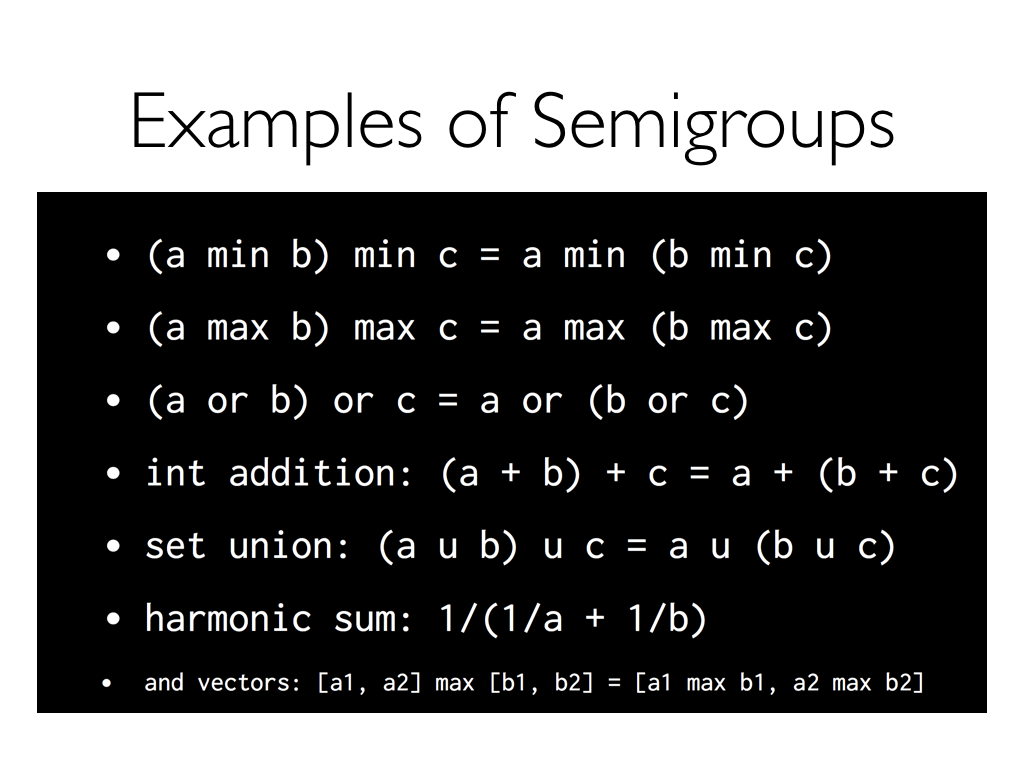 Examples of Semigroups
• (a min b) min c = a min (b min c)
• (a max b) max c = a max (b max c)
• (a or b) or c = a or (b or c)
• int addition: (a + b) + c = a + (b + c)
• set union: (a u b) u c = a u (b u c)
• harmonic sum: 1/(1/a + 1/b)
• and vectors: [a1, a2] max [b1, b2] = [a1 max b1, a2 max b2]